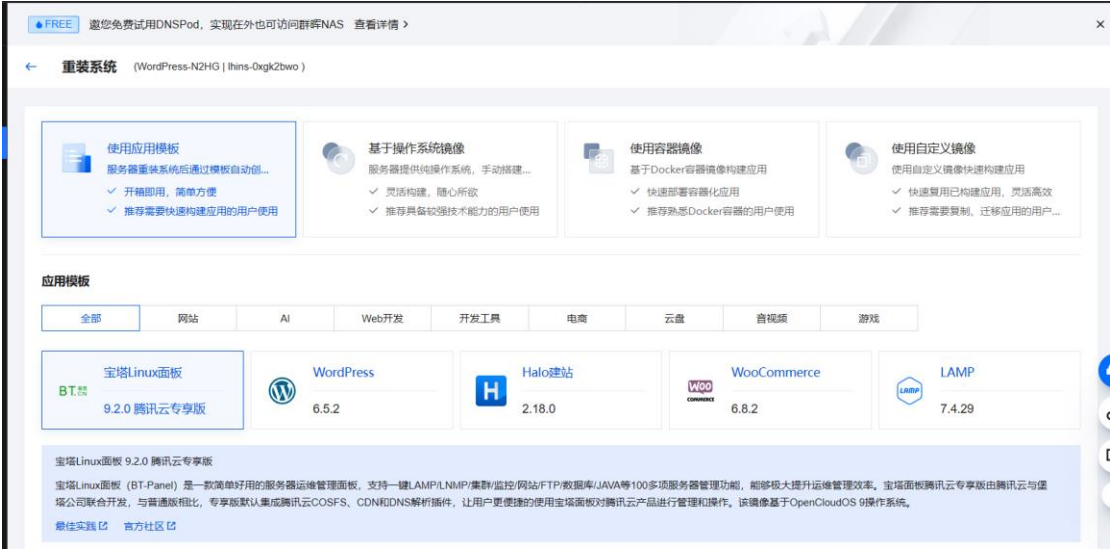 FREE 邀您免费试用DNSPod，实现在外也可访问群晖NAS 查看详情 >
重装系统 (WordPress-N2HG | lhins-0xgk2bwo )
使用应用模板
服务器重装系统后通过模板自动创...
开箱即用，简单方便
推荐需要快速构建应用的用户使用
基于操作系统镜像
服务器提供纯操作系统，手动搭建...
灵活构建，随心所欲
推荐具备较强技术能力的用户使用
使用容器镜像
基于Docker容器镜像构建应用
快速部署容器化应用
推荐熟悉Docker容器的用户使用
使用自定义镜像
使用自定义镜像快速构建应用
快速复用已构建应用，灵活高效
推荐需要复制、迁移应用的用户...
应用模板
全部 网站 AI Web开发 开发工具 电商 云盘 音视频 游戏
宝塔Linux面板
9.2.0 腾讯云专享版
WordPress
6.5.2
Halo建站
2.18.0
WOO COMMERCE
WooCommerce
6.8.2
LAMP
LAMP
7.4.29
宝塔Linux面板 9.2.0 腾讯云专享版
宝塔Linux面板（BT-Panel）是一款简单好用的服务器运维管理面板，支持一键LAMP/LNMP/集群/监控/网站/FTP/数据库/JAVA等100多项服务器管理功能，能够极大提升运维管理效率。宝塔面板腾讯云专享版由腾讯云与堡
塔公司联合开发，与普通版相比，专享版默认集成腾讯云COSFS、CDN和DNS解析插件，让用户更便捷的使用宝塔面板对腾讯云产品进行管理和操作。该镜像基于OpenCloudOS 9操作系统。
最佳实践 官方社区